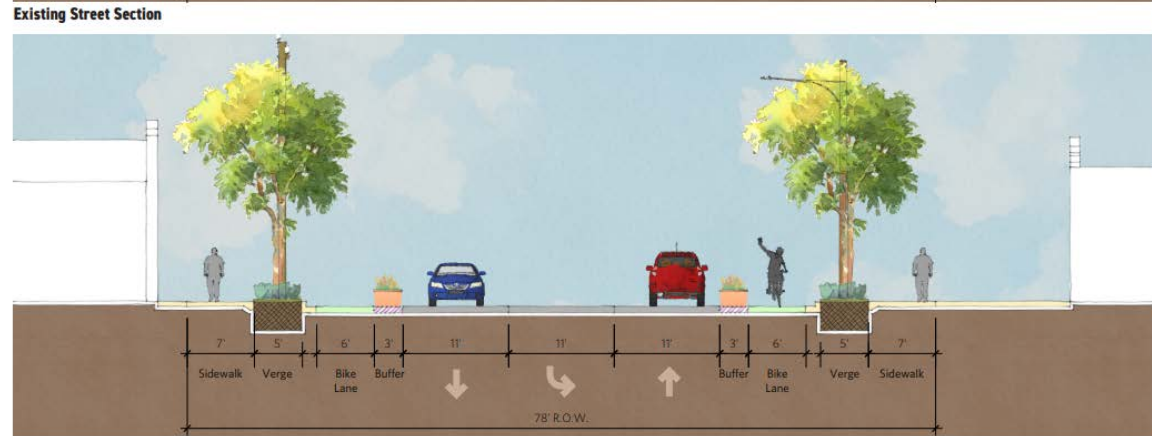 Existing Street Section
7' 5' 6' 3' 11' 11' 11' 3' 6' 5' 7'
Sidewalk Verge Bike Buffer Buffer Bike Verge Sidewalk
Lane Lane
78' R.O.W.